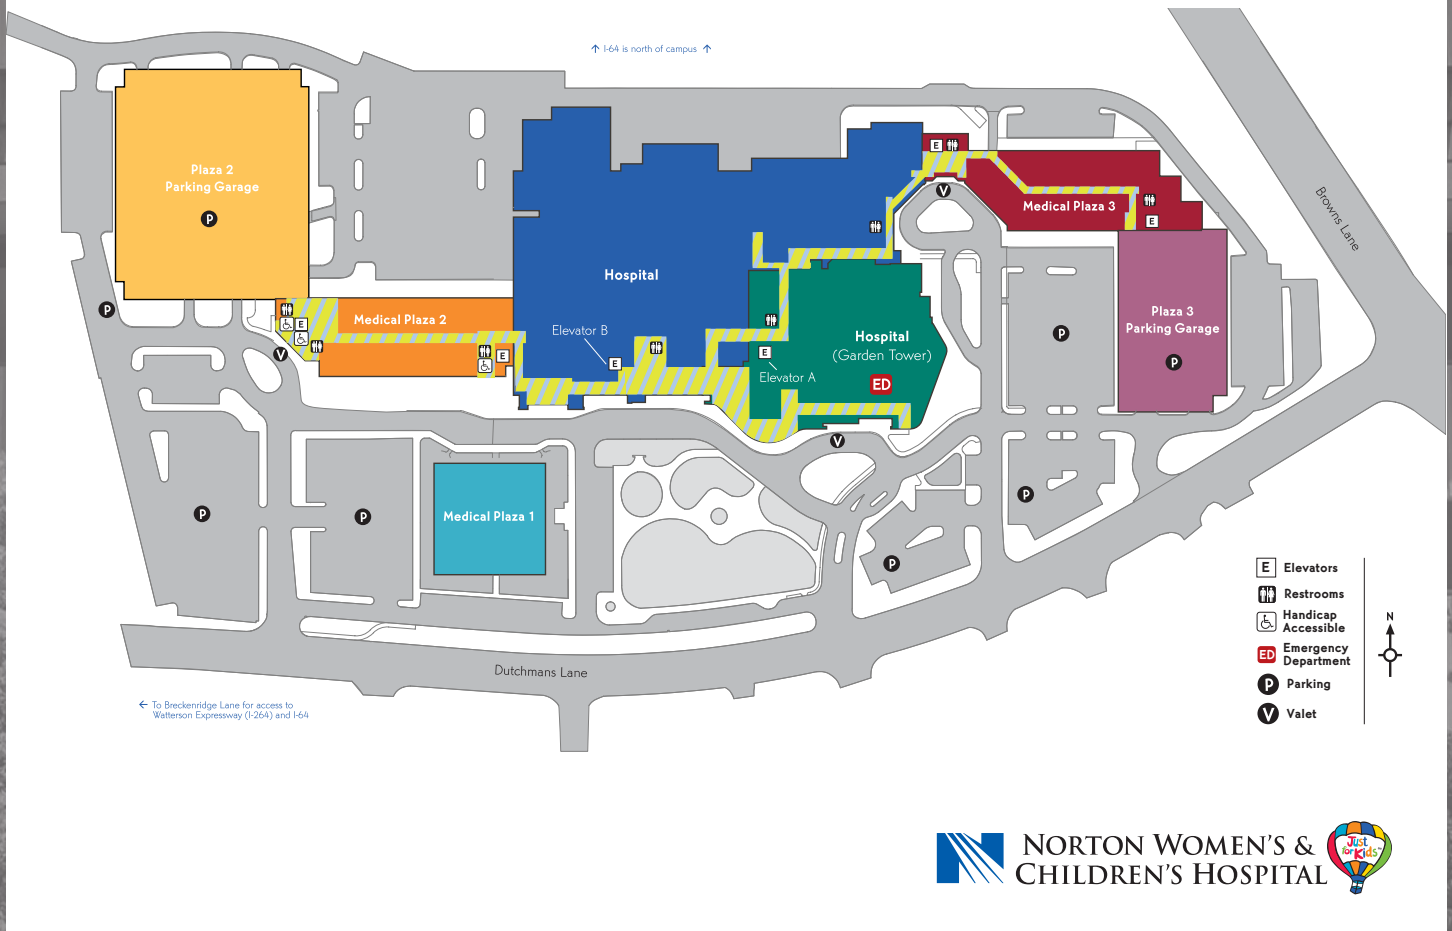 ↑ I-64 is north of campus ↑
Plaza 2
Parking Garage
P
E
V
Medical Plaza 3
E
Browns Lane
Hospital
P
Medical Plaza 2
E
V
Elevator B
E
E
Hospital
(Garden Tower)
E
Elevator A
ED
P
Plaza 3
Parking Garage
P
V
P
P
Medical Plaza 1
P
P
Dutchmans Lane
← To Breckenridge Lane for access to
Watterson Expressway (I-264) and I-64
E Elevators
Restrooms
Handicap
Accessible
ED Emergency
Department
P Parking
V Valet
N
NORTON WOMEN'S &
CHILDREN'S HOSPITAL
Just
for Kids